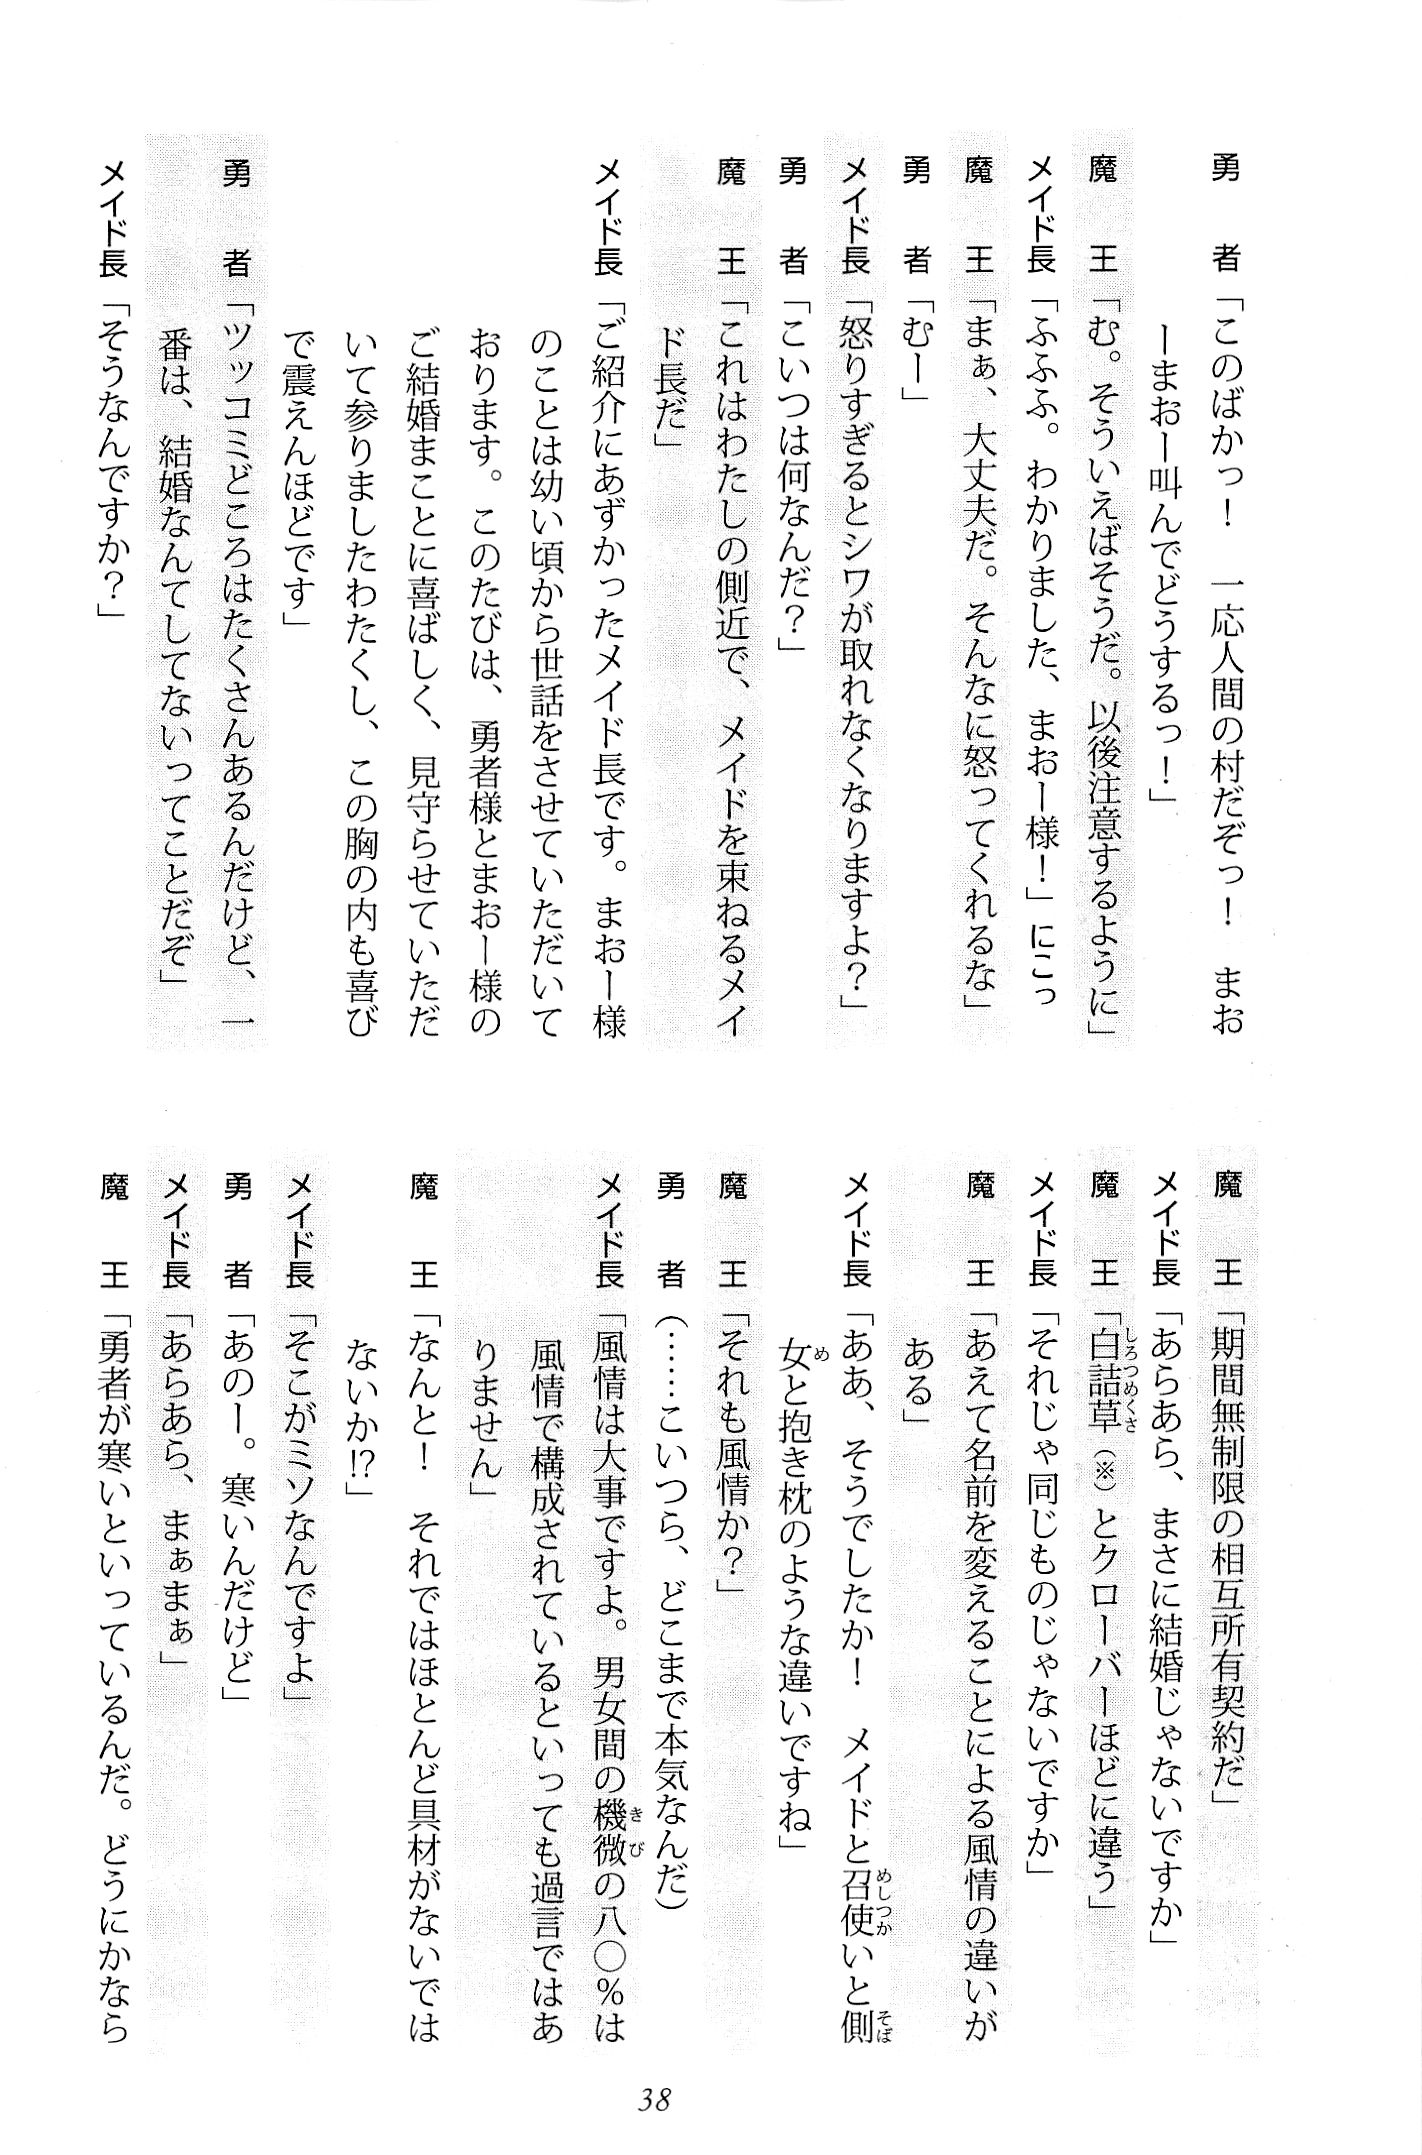 勇者「このばかっ！　一応人間の村だぞっ！　まお
ーまおー叫んでどうするっ！」
魔王「む。そういえばそうだ。以後注意するように」
メイド長「ふふふ。わかりました、まおー様！」にこっ
魔王「まぁ、大丈夫だ。そんなに怒ってくれるな」
勇者「むー」
メイド長「怒りすぎるとシワが取れなくなりますよ？」
勇者「こいつは何なんだ？」
魔王「これはわたしの側近で、メイドを束ねるメイ
ド長だ」
メイド長「ご紹介にあずかったメイド長です。まおー様
のことは幼い頃から世話をさせていただいて
おります。このたびは、勇者様とまおー様の
ご結婚まことに喜ばしく、見守らせていただ
いて参りましたわたくし、この胸の内も喜び
で震えんほどです」
勇者「ツッコミどころはたくさんあるんだけど、一
番は、結婚なんてしてないってことだぞ」
メイド長「そうなんですか？」
魔王「期間無制限の相互所有契約だ」
メイド長「あらあら、まさに結婚じゃないですか」
魔王「白詰草（※）とクローバーほどに違う」
しろつめくさ
メイド長「それじゃ同じものじゃないですか」
魔王「あえて名前を変えることによる風情の違いが
ある」
メイド長「ああ、そうでしたか！　メイドと召使いと側
めしつか
そば
女と抱き枕のような違いですね」
め
魔王「それも風情か？」
勇者（……こいつら、どこまで本気なんだ）
メイド長「風情は大事ですよ。男女間の機微の八〇％は
きび
風情で構成されているといっても過言ではあ
りません」
魔王「なんと！　それではほとんど具材がないでは
ないか!?」
メイド長「そこがミソなんですよ」
勇者「あのー。寒いんだけど」
メイド長「あらあら、まぁまぁ」
魔王「勇者が寒いといっているんだ。どうにかなら
38